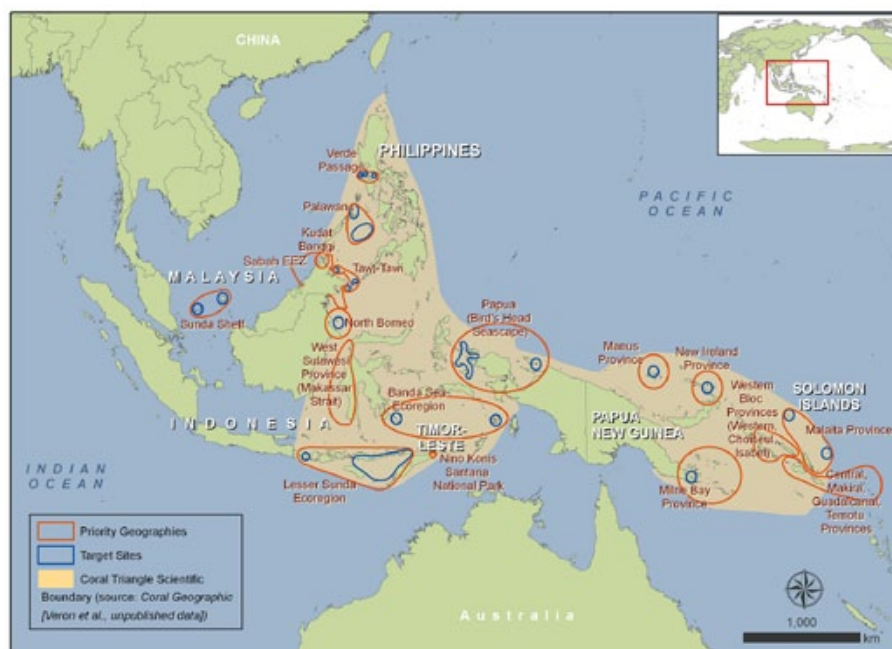 CHINA
PHILIPPINES
Verde
Passage
PACIFIC
OCEAN
Palawan
Kudat
Banggi
Sabah EEZ
Tawi-Tawi
MALAYSIA
Sunda Shelf
North Borneo
Papua
(Bird's Head
Seascape)
Manus
Province
New Ireland
Province
West
Sulawesi
Province
(Makassar
Strait)
Banda Sea
Ecoregion
Western
Bloc
Provinces
(Western,
Choiseul,
Isabel)
SOLOMON
ISLANDS
Malaita Province
INDONESIA
TIMOR-
LESTE
PAPUA
NEW GUINEA
INDIAN
OCEAN
Lesser Sunda
Ecoregion
Nino Konis
Santana
National Park
Milne Bay
Province
Central,
Makira,
Guadalcanal,
Temotu
Provinces
Priority Geographies
Target Sites
Coral Triangle Scientific
Boundary (source: Coral Geographic
[Veron et al., unpublished data])
Australia
1,000
km